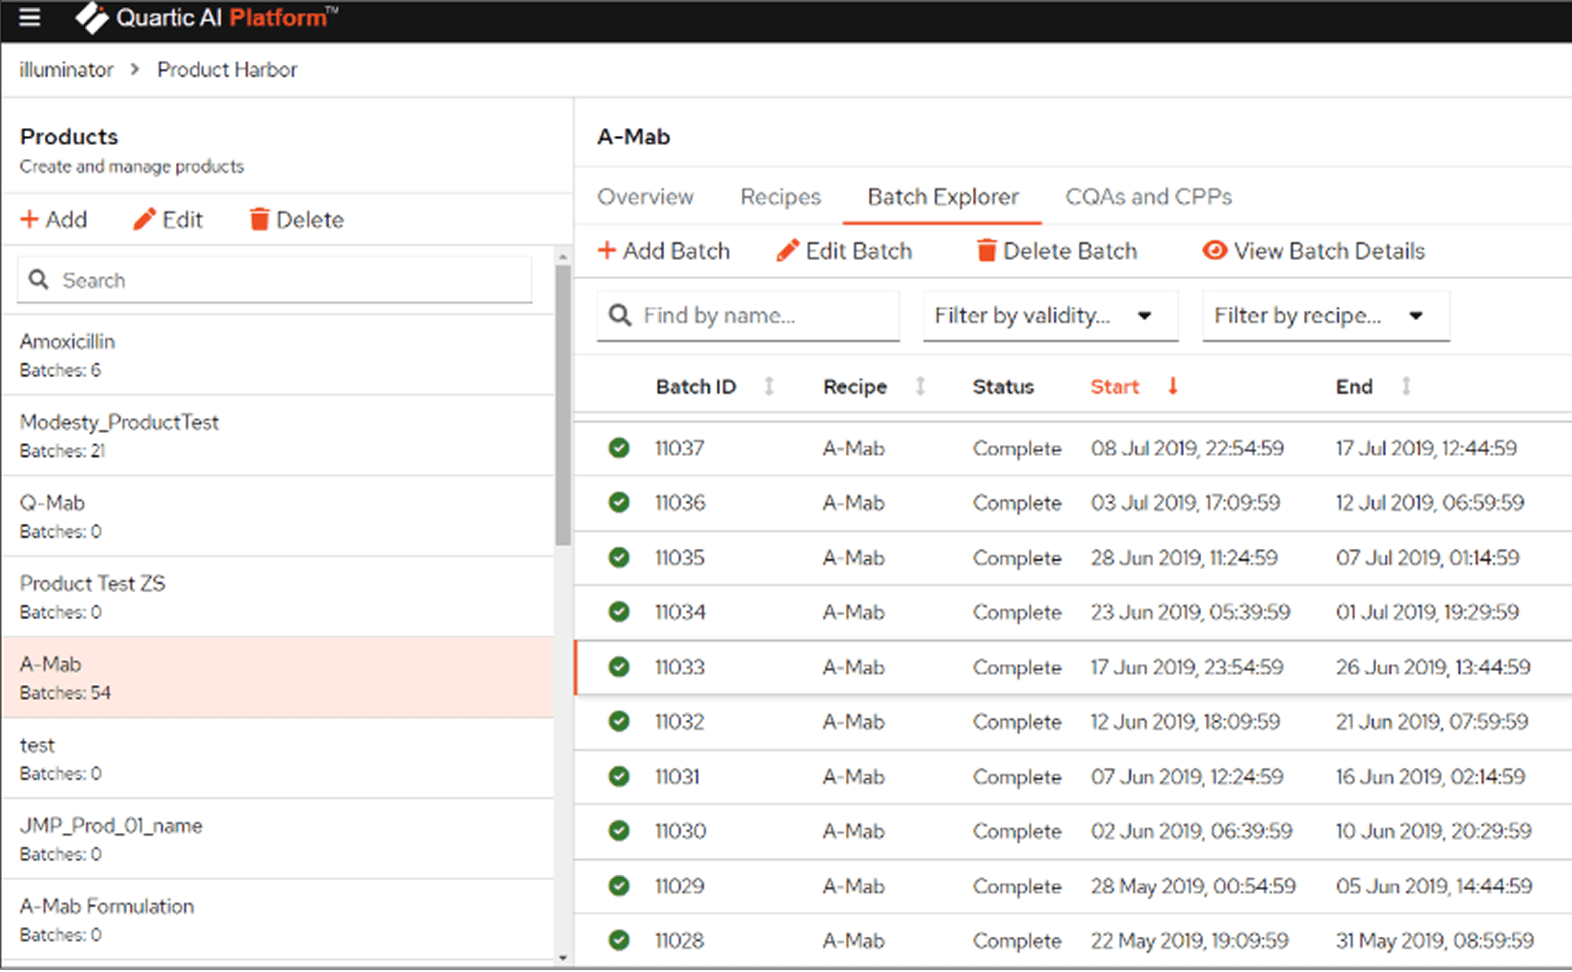 Quartic AI Platform™
illuminator > Product Harbor
Products
Create and manage products
+ Add Edit Delete
Search
Amoxicillin
Batches: 6
Modesty_ProductTest
Batches: 21
Q-Mab
Batches: 0
Product Test ZS
Batches: 0
A-Mab
Batches: 54
test
Batches: 0
JMP_Prod_01_name
Batches: 0
A-Mab Formulation
Batches: 0
A-Mab
Overview Recipes Batch Explorer CQAs and CPPs
+ Add Batch Edit Batch Delete Batch View Batch Details
Find by name... Filter by validity... Filter by recipe...
Batch ID Recipe Status Start End
11037 A-Mab Complete 08 Jul 2019, 22:54:59 17 Jul 2019, 12:44:59
11036 A-Mab Complete 03 Jul 2019, 17:09:59 12 Jul 2019, 06:59:59
11035 A-Mab Complete 28 Jun 2019, 11:24:59 07 Jul 2019, 01:14:59
11034 A-Mab Complete 23 Jun 2019, 05:39:59 01 Jul 2019, 19:29:59
11033 A-Mab Complete 17 Jun 2019, 23:54:59 26 Jun 2019, 13:44:59
11032 A-Mab Complete 12 Jun 2019, 18:09:59 21 Jun 2019, 07:59:59
11031 A-Mab Complete 07 Jun 2019, 12:24:59 16 Jun 2019, 02:14:59
11030 A-Mab Complete 02 Jun 2019, 06:39:59 10 Jun 2019, 20:29:59
11029 A-Mab Complete 28 May 2019, 00:54:59 05 Jun 2019, 14:44:59
11028 A-Mab Complete 22 May 2019, 19:09:59 31 May 2019, 08:59:59